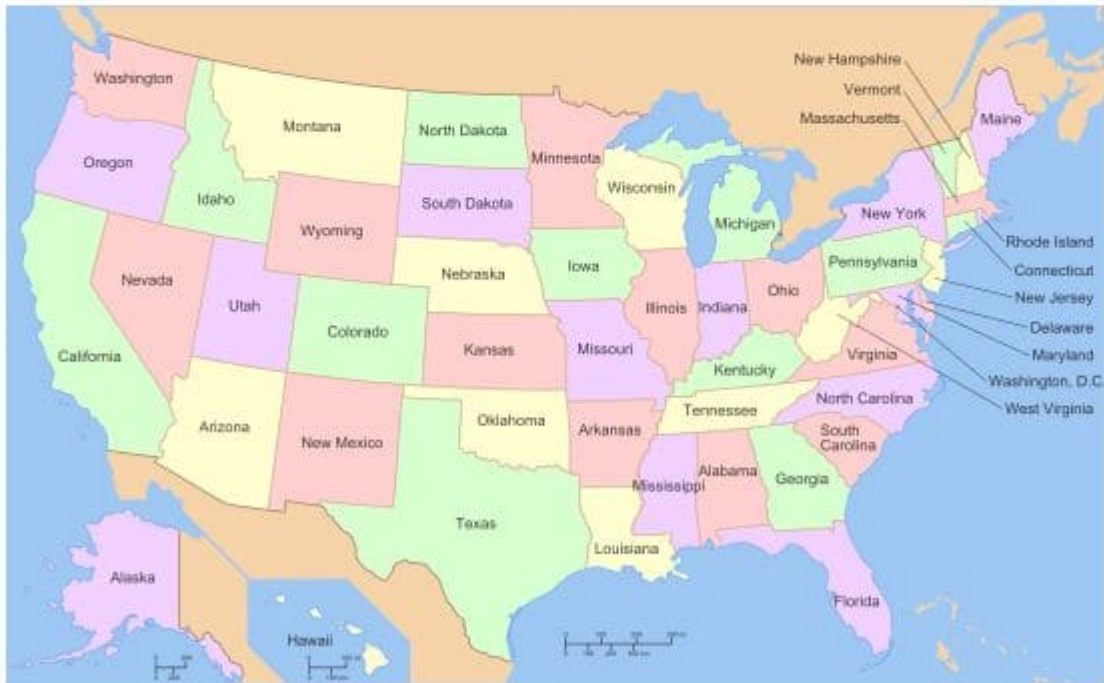 New Hampshire
Vermont
Massachusetts
Washington
Montana
North Dakota
Minnesota
Maine
Oregon
Idaho
Wyoming
South Dakota
Wisconsin
Michigan
New York
Rhode Island
Connecticut
New Jersey
Delaware
Maryland
Washington, D.C.
West Virginia
Nevada
Utah
Colorado
Nebraska
Iowa
Illinois
Indiana
Ohio
Pennsylvania
California
Kansas
Missouri
Kentucky
Virginia
Arizona
New Mexico
Oklahoma
Arkansas
Tennessee
North Carolina
South
Carolina
Texas
Louisiana
Mississippi
Alabama
Georgia
Florida
Alaska
Hawaii